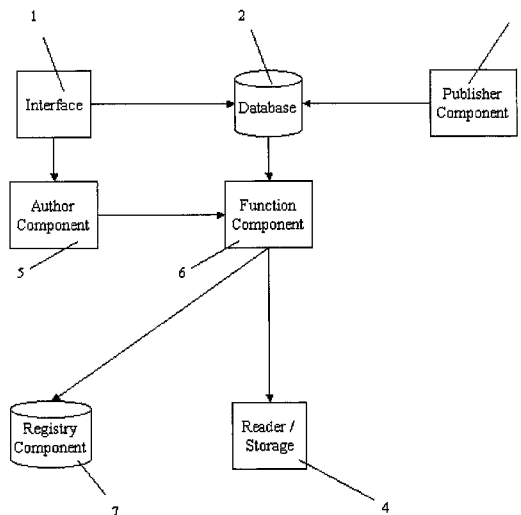 1
2
Interface
Database
Publisher
Component
Author
Component
Function
Component
5
6
Registry
Component
Reader /
Storage
7
4